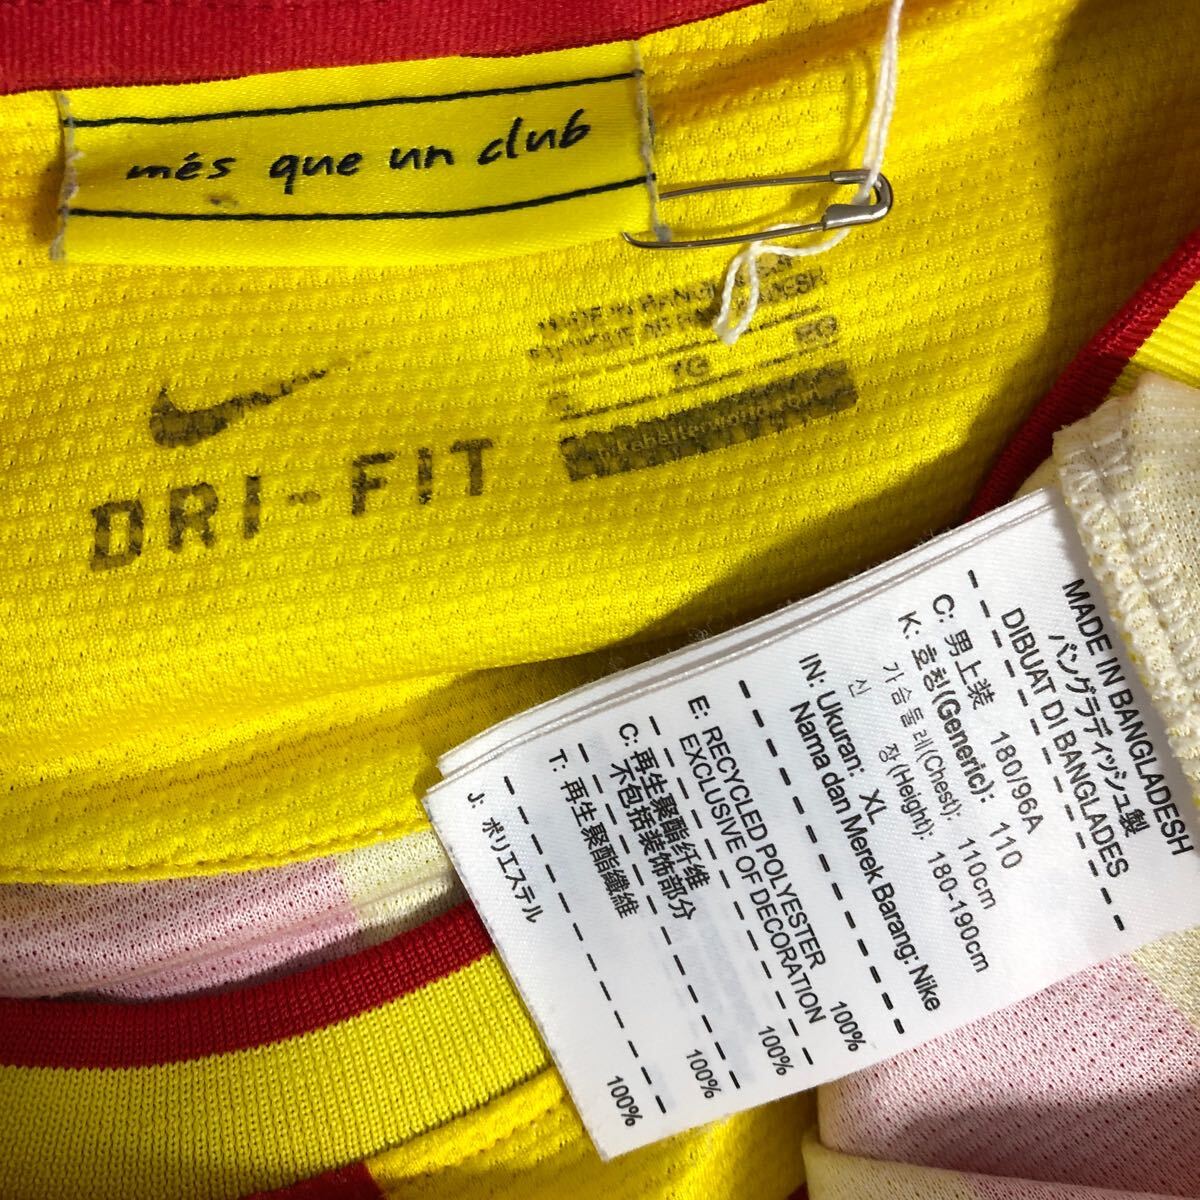 més que un club
DRI-FIT
MADE IN BANGLADESH
バングラディッシュ製
DIBUAT DI BANGLADES
C: 男上装 180/96A
K: 호칭(Generic): 110
가슴둘레(Chest): 110cm
신 장(Height): 180-190cm
IN: Ukuran: XL
Nama dan Merek Barang: Nike
E: RECYCLED POLYESTER 100%
EXCLUSIVE OF DECORATION
C: 再生聚酯纤维 100%
不包括装饰部分
T: 再生聚酯纖維 100%
J: ポリエステル 100%